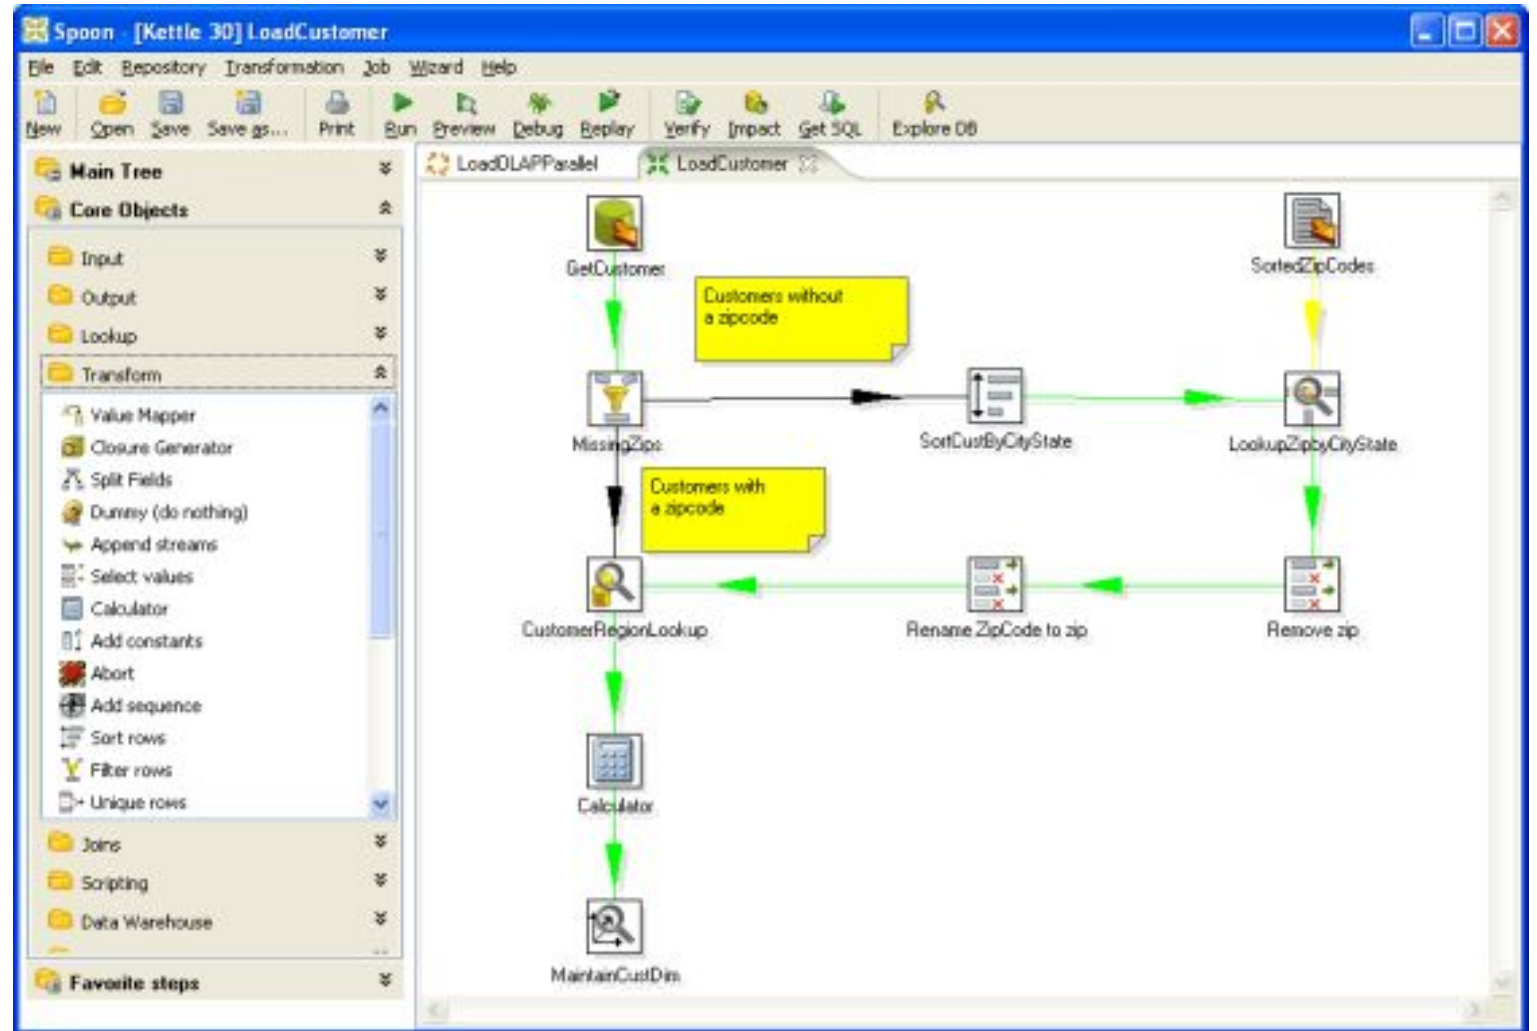 Spoon - [Kettle 3D] LoadCustomer
File Edit Repository Transformation Job Wizard Help
New Open Save Save as... Print Run Preview Debug Replay Verify Impact Get SQL Explore DB
Main Tree
Core Objects
Input
Output
Lookup
Transform
Value Mapper
Closure Generator
Split Fields
Dummy (do nothing)
Append streams
Select values
Calculator
Add constants
Abort
Add sequence
Sort rows
Filter rows
Unique rows
Joins
Scripting
Data Warehouse
Favorite steps
LoadOLAPParallel LoadCustomer
GetCustomer
SortedZipCodes
Customers without
a zipcode
MissingZips
SortCustByCityState
LookupZipbyCityState
Customers with
a zipcode
CustomerRegionLookup
Rename ZipCode to zip
Remove zip
Calculator
MaintainCustDim